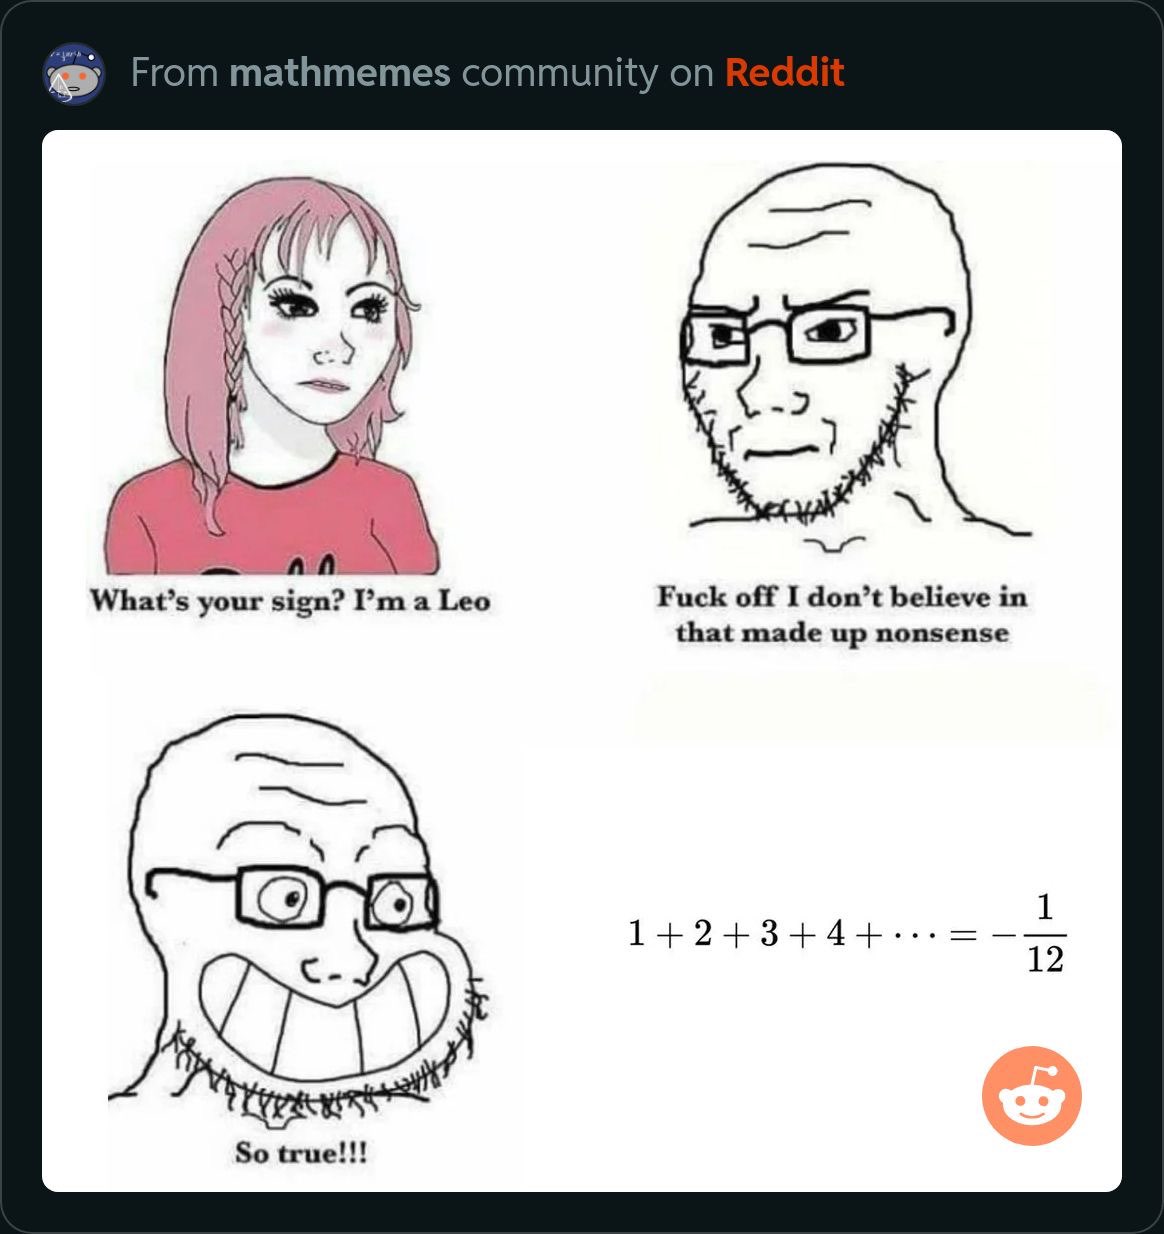 From mathmemes community on Reddit
What's your sign? I'm a Leo
Fuck off I don't believe in
that made up nonsense
So true!!!
1 + 2 + 3 + 4 + ··· = −1/12